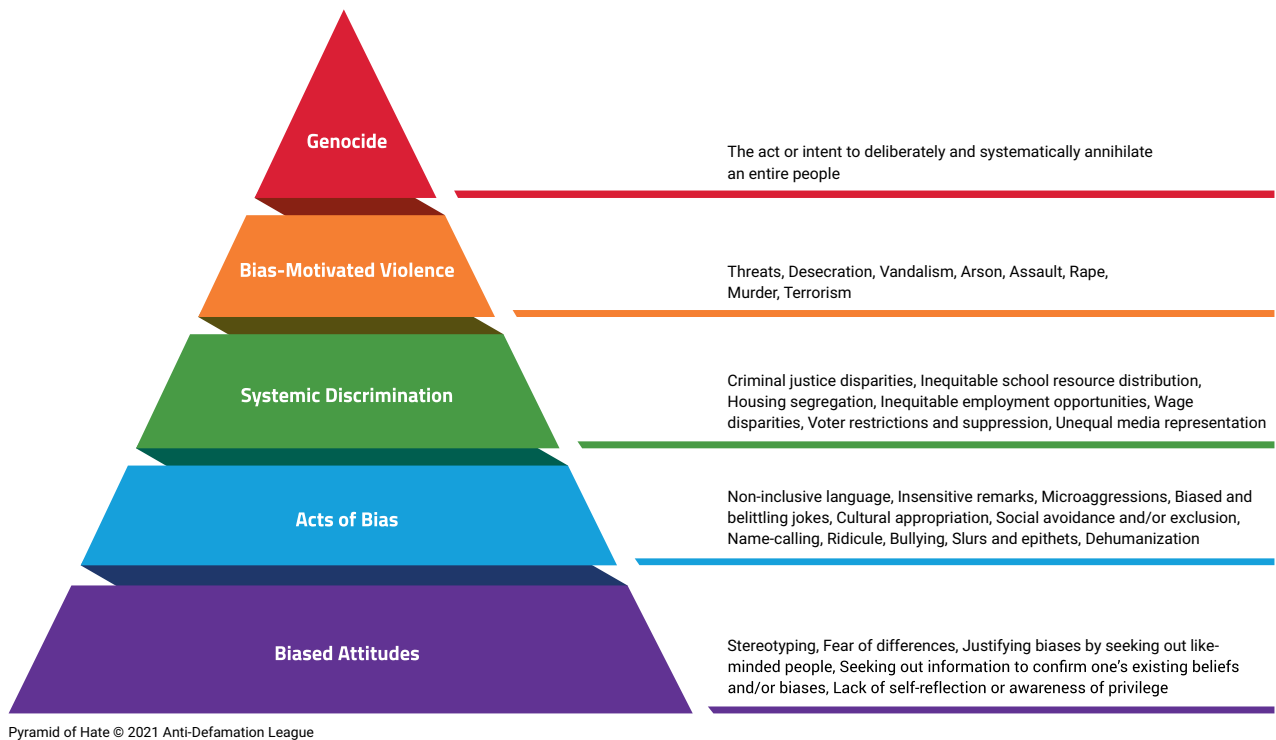 Genocide
The act or intent to deliberately and systematically annihilate
an entire people
Bias-Motivated Violence
Threats, Desecration, Vandalism, Arson, Assault, Rape,
Murder, Terrorism
Systemic Discrimination
Criminal justice disparities, Inequitable school resource distribution,
Housing segregation, Inequitable employment opportunities, Wage
disparities, Voter restrictions and suppression, Unequal media representation
Acts of Bias
Non-inclusive language, Insensitive remarks, Microaggressions, Biased and
belittling jokes, Cultural appropriation, Social avoidance and/or exclusion,
Name-calling, Ridicule, Bullying, Slurs and epithets, Dehumanization
Biased Attitudes
Stereotyping, Fear of differences, Justifying biases by seeking out like-
minded people, Seeking out information to confirm one’s existing beliefs
and/or biases, Lack of self-reflection or awareness of privilege
Pyramid of Hate © 2021 Anti-Defamation League